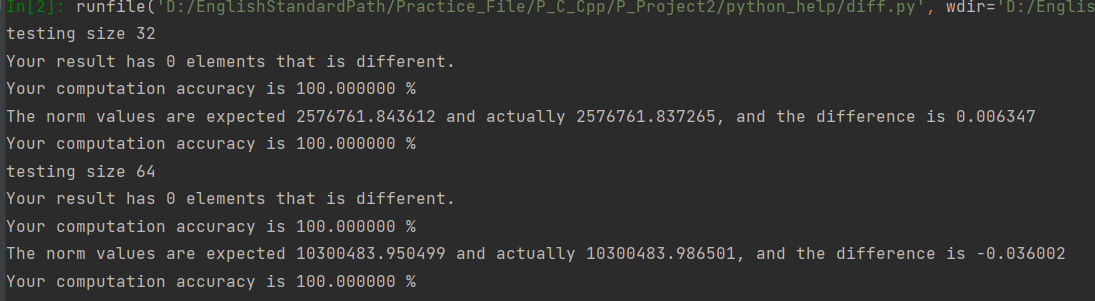 In[2]: runfile('D:/EnglishStandardPath/Practice_File/P_C_Cpp/P_Project2/python_help/diff.py', wdir='D:/Englis
testing size 32
Your result has 0 elements that is different.
Your computation accuracy is 100.000000 %
The norm values are expected 2576761.843612 and actually 2576761.837265, and the difference is 0.006347
Your computation accuracy is 100.000000 %
testing size 64
Your result has 0 elements that is different.
Your computation accuracy is 100.000000 %
The norm values are expected 10300483.950499 and actually 10300483.986501, and the difference is -0.036002
Your computation accuracy is 100.000000 %